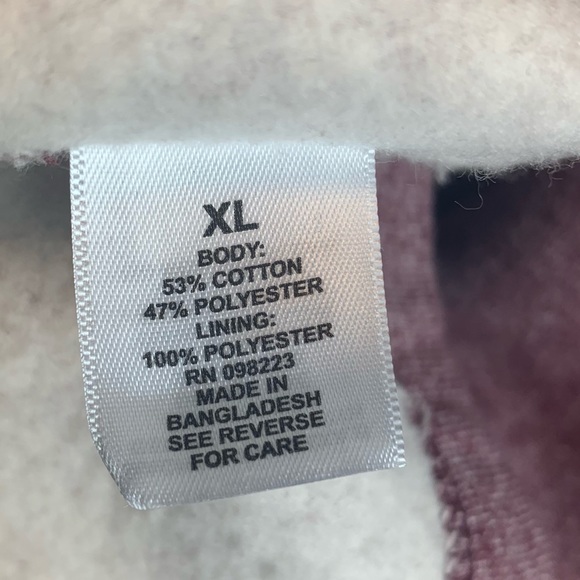 XL
BODY:
53% COTTON
47% POLYESTER
LINING:
100% POLYESTER
RN 098223
MADE IN
BANGLADESH
SEE REVERSE
FOR CARE